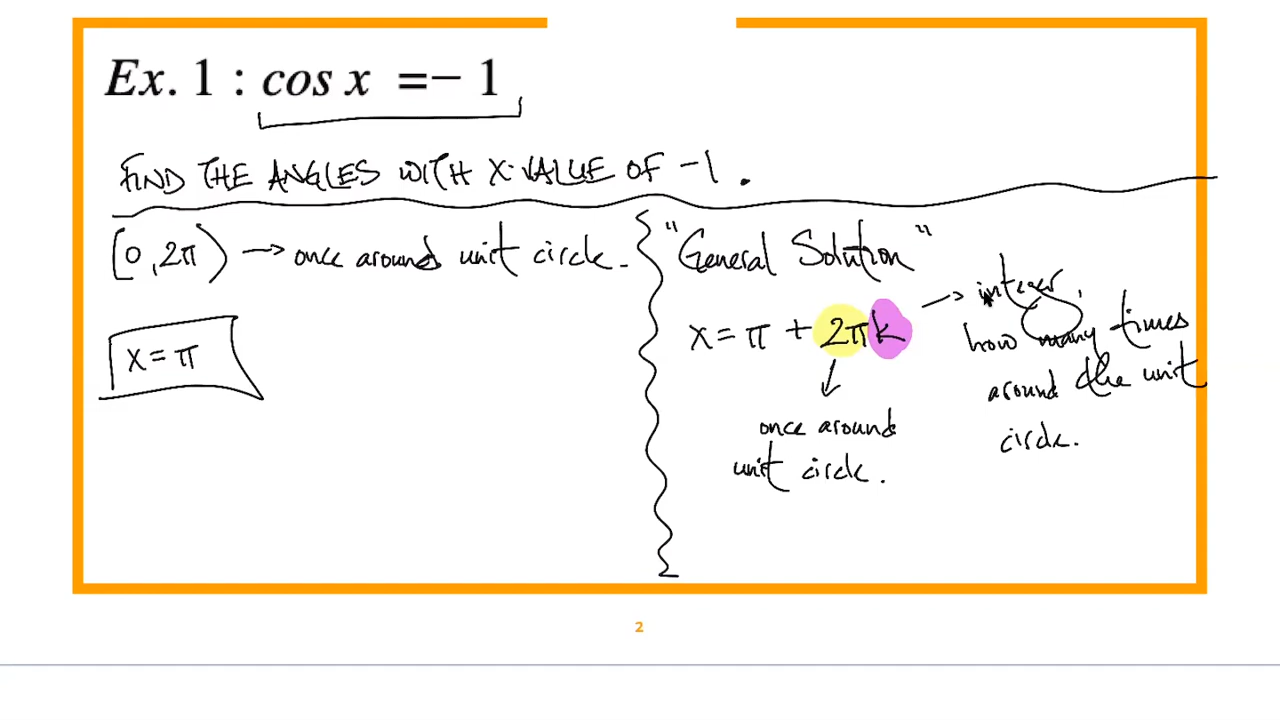 Ex. 1 : cos x =− 1
FIND THE ANGLES WITH X-VALUE OF -1.
[0, 2π) → once around unit circle.
x = π
"General Solution"
x = π + 2πk
once around
unit circle.
→ integer,
how many times
around the unit
circle.
2